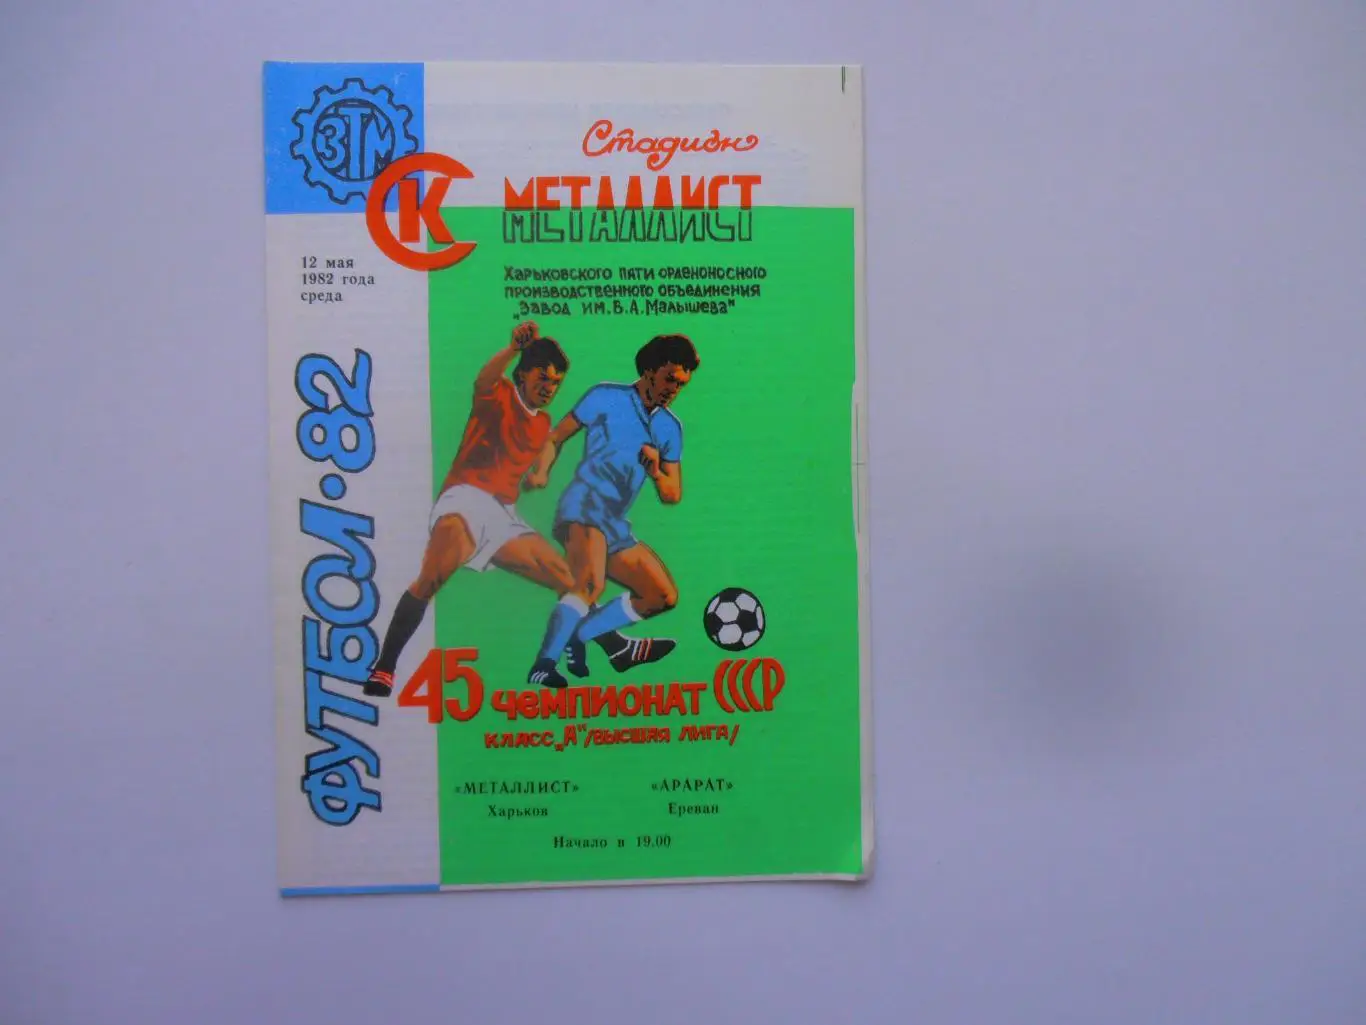 ЗТМ
СК
Стадион
МЕТАЛЛИСТ
Харьковского пяти орденоносного
производственного объединения
„Завод им. В.А. Малышева"
12 мая
1982 года
среда
ФУТБОЛ·82
45 чемпионат СССР
класс „А" /высшая лига/
«МЕТАЛЛИСТ» «АРАРАТ»
Харьков Ереван
Начало в 19.00